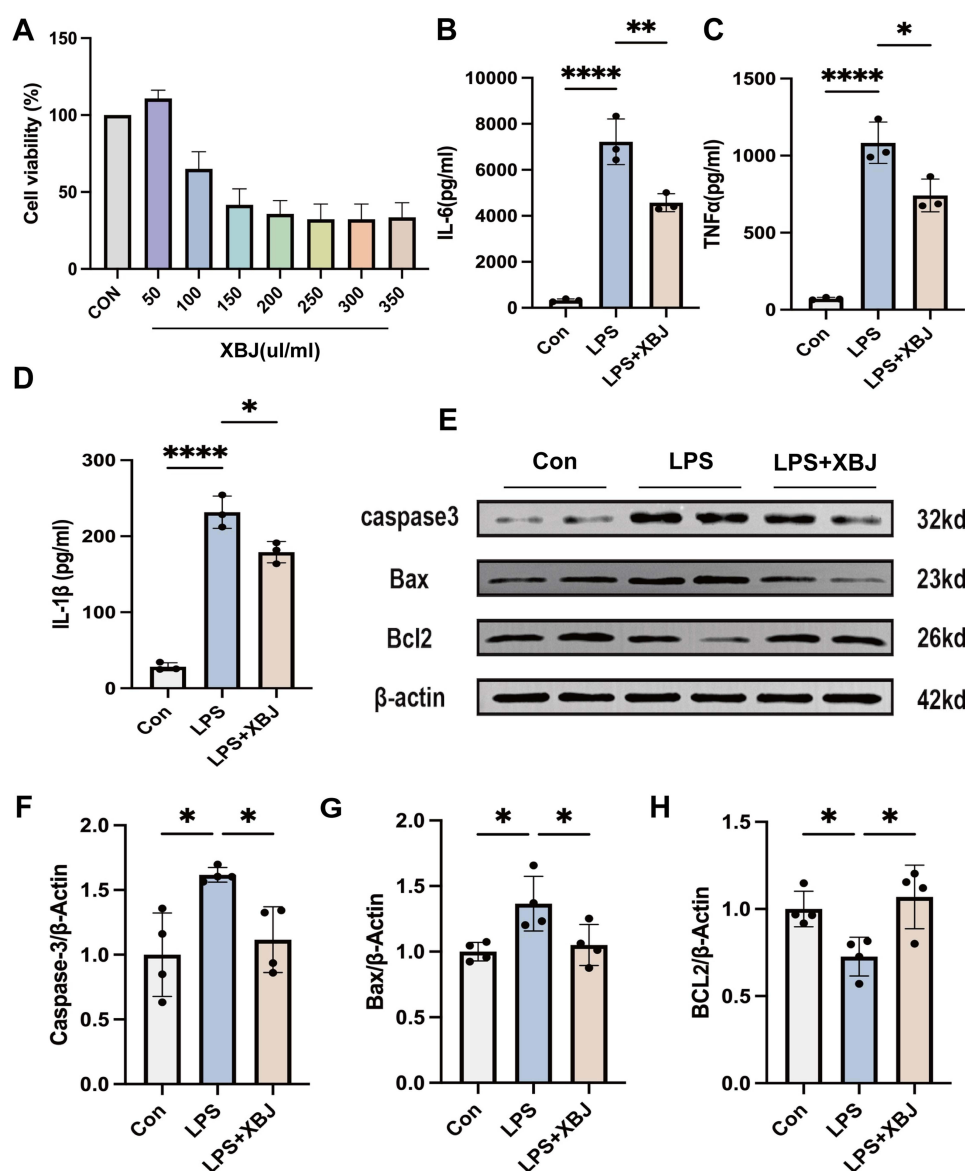 A
Cell viability (%)
150
100
50
0
CON
50
100
150
200
250
300
350
XBJ(ul/ml)
B
**
****
IL-6(pg/ml)
10000
8000
6000
4000
2000
0
Con
LPS
LPS+XBJ
C
*
****
TNFα(pg/ml)
1500
1000
500
0
Con
LPS
LPS+XBJ
D
*
****
IL-1β (pg/ml)
300
200
100
0
Con
LPS
LPS+XBJ
E
Con LPS LPS+XBJ
caspase3 32kd
Bax 23kd
Bcl2 26kd
β-actin 42kd
F
* *
Caspase-3/β-Actin
2.0
1.5
1.0
0.5
0.0
Con
LPS
LPS+XBJ
G
* *
Bax/β-Actin
2.0
1.5
1.0
0.5
0.0
Con
LPS
LPS+XBJ
H
* *
BCL2/β-Actin
1.5
1.0
0.5
0.0
Con
LPS
LPS+XBJ